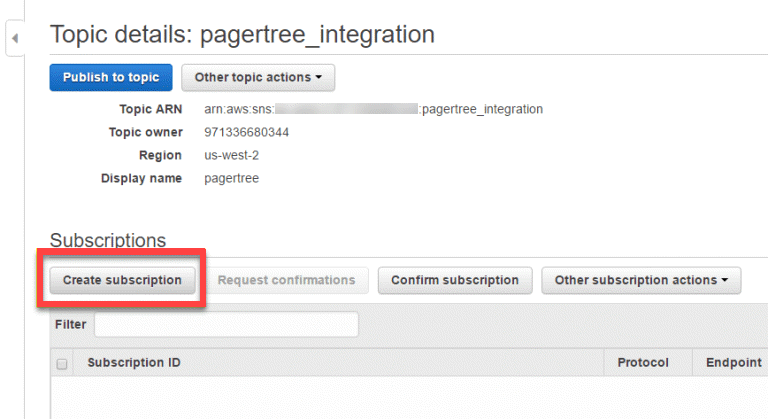 Topic details: pagertree_integration
Publish to topic Other topic actions
Topic ARN arn:aws:sns: :pagertree_integration
Topic owner 971336680344
Region us-west-2
Display name pagertree
Subscriptions
Create subscription Request confirmations Confirm subscription Other subscription actions
Filter
Subscription ID Protocol Endpoint